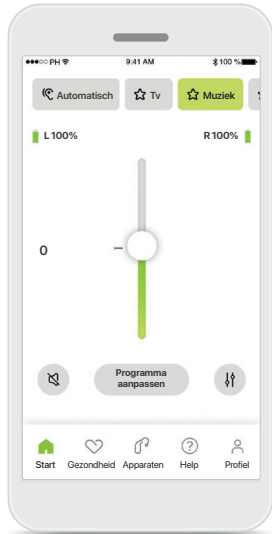 PH 9:41 AM 100 %
Automatisch Tv Muziek
L 100% R 100%
0
Programma
aanpassen
Start Gezondheid Apparaten Help Profiel